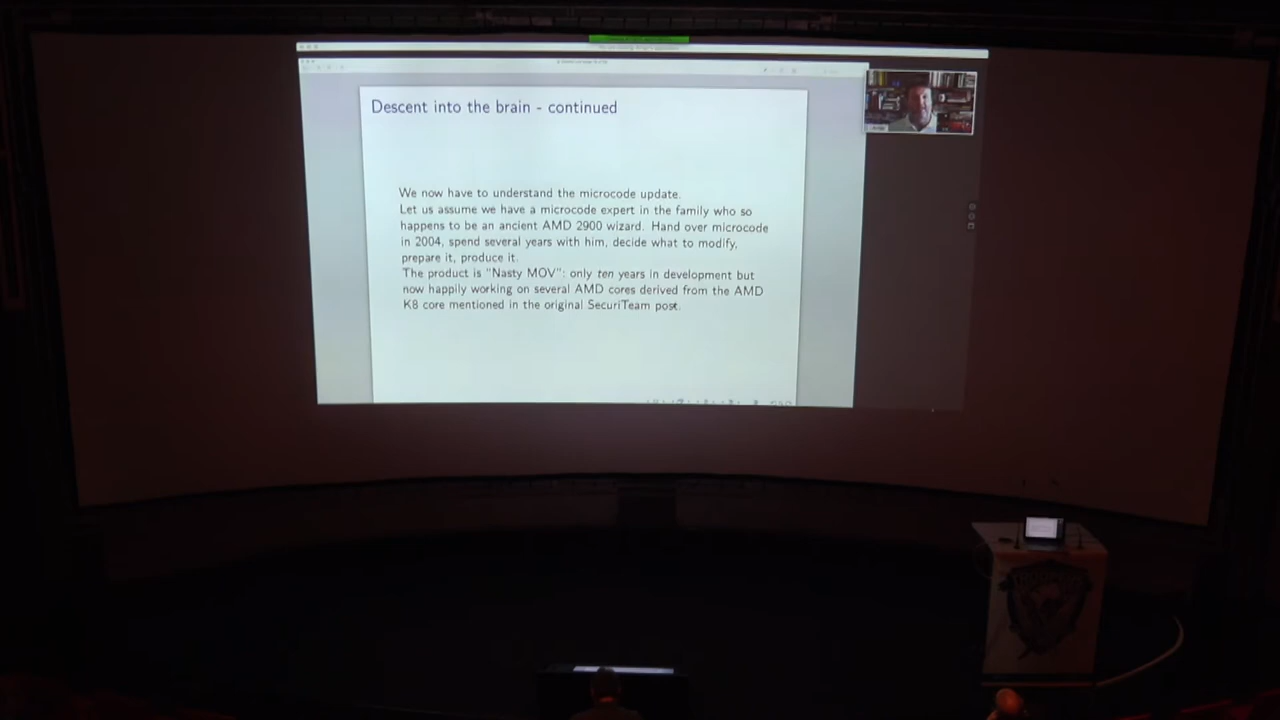 Descent into the brain - continued
We now have to understand the microcode update.
Let us assume we have a microcode expert in the family who so
happens to be an ancient AMD 2900 wizard. Hand over microcode
in 2004, spend several years with him, decide what to modify,
prepare it, produce it.
The product is "Nasty MOV": only ten years in development but
now happily working on several AMD cores derived from the AMD
K8 core mentioned in the original SecuriTeam post.